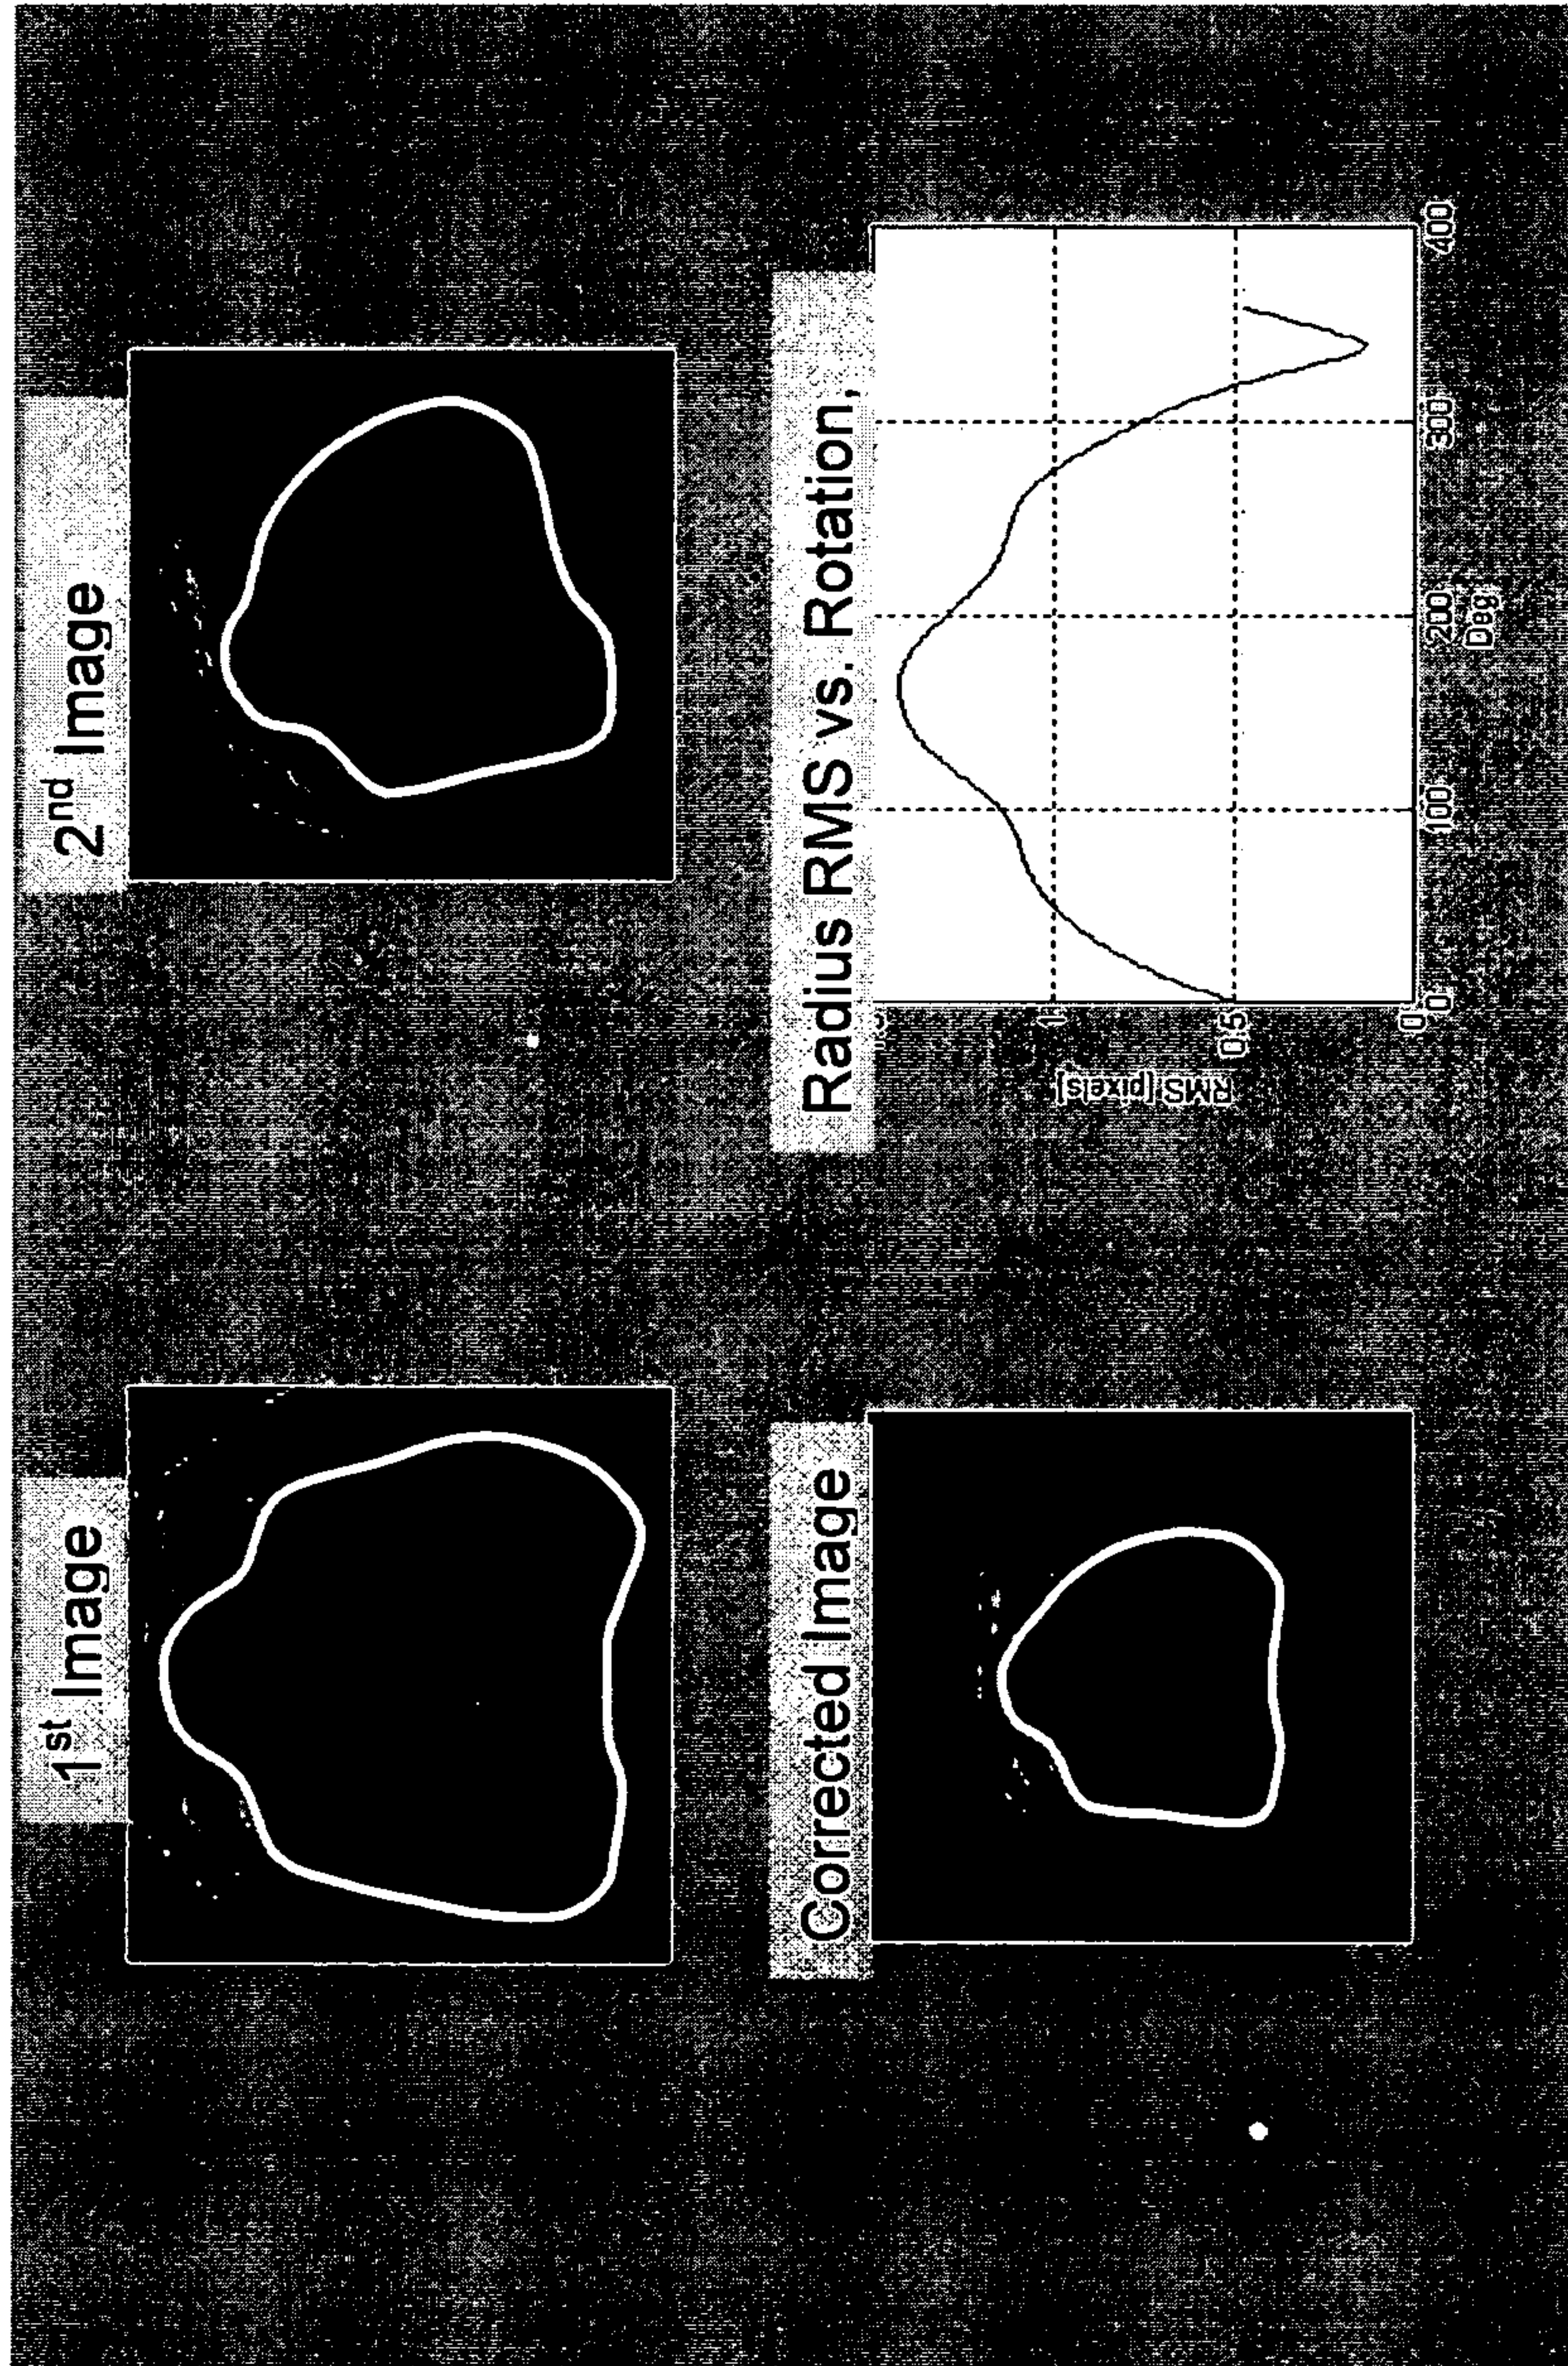 1st Image
2nd Image
Corrected Image
Radius RMS vs. Rotation,
RMS [pixels]
1
0.5
0
0
100
200
300
400
Deg